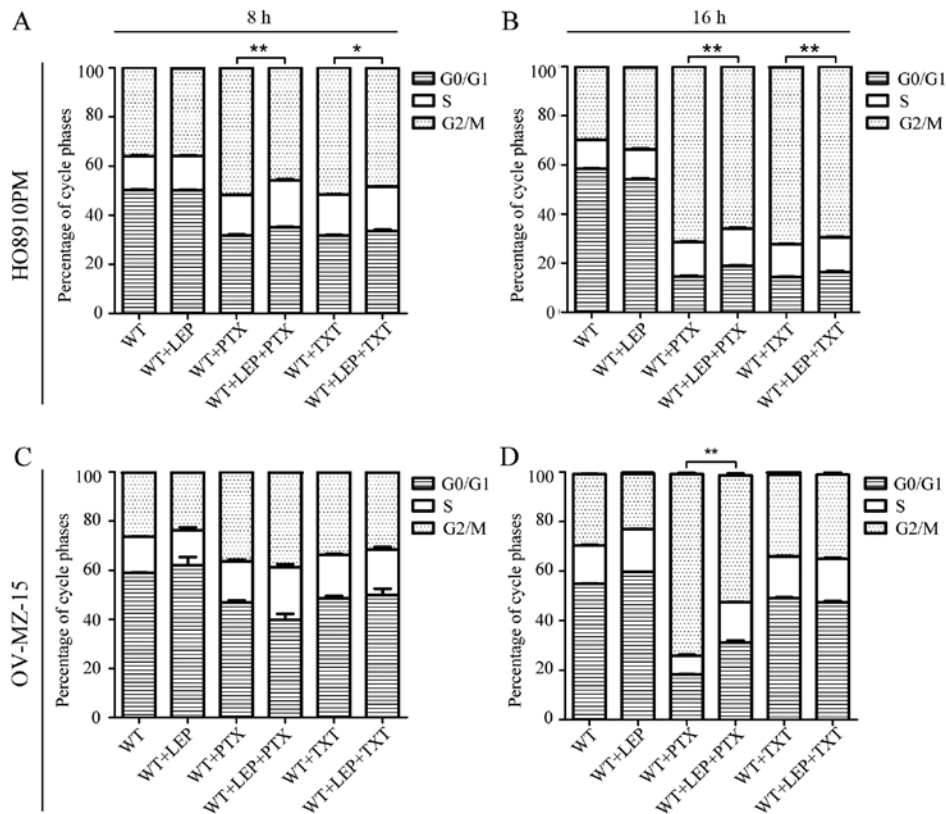 A
8 h
B
16 h
HO8910PM
Percentage of cycle phases
100
80
60
40
20
0
**
*
G0/G1
S
G2/M
WT
WT+LEP
WT+PTX
WT+LEP+PTX
WT+TXT
WT+LEP+TXT
Percentage of cycle phases
100
80
60
40
20
0
**
**
G0/G1
S
G2/M
WT
WT+LEP
WT+PTX
WT+LEP+PTX
WT+TXT
WT+LEP+TXT
OV-MZ-15
C
Percentage of cycle phases
100
80
60
40
20
0
G0/G1
S
G2/M
WT
WT+LEP
WT+PTX
WT+LEP+PTX
WT+TXT
WT+LEP+TXT
D
Percentage of cycle phases
100
80
60
40
20
0
**
G0/G1
S
G2/M
WT
WT+LEP
WT+PTX
WT+LEP+PTX
WT+TXT
WT+LEP+TXT